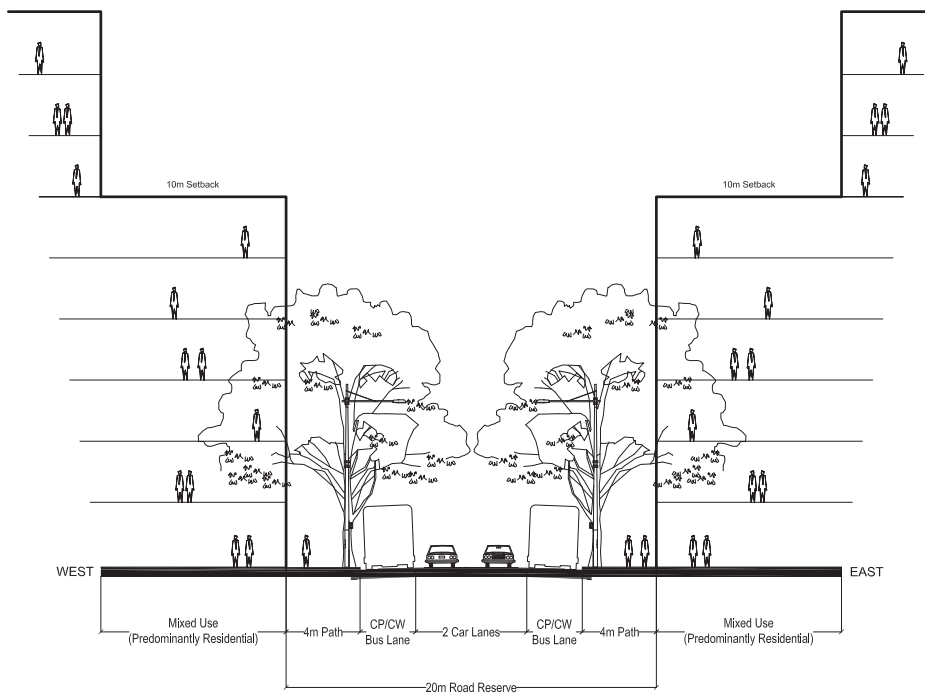 10m Setback
10m Setback
WEST
EAST
Mixed Use
(Predominantly Residential)
4m Path
CP/CW
Bus Lane
2 Car Lanes
CP/CW
Bus Lane
4m Path
Mixed Use
(Predominantly Residential)
20m Road Reserve